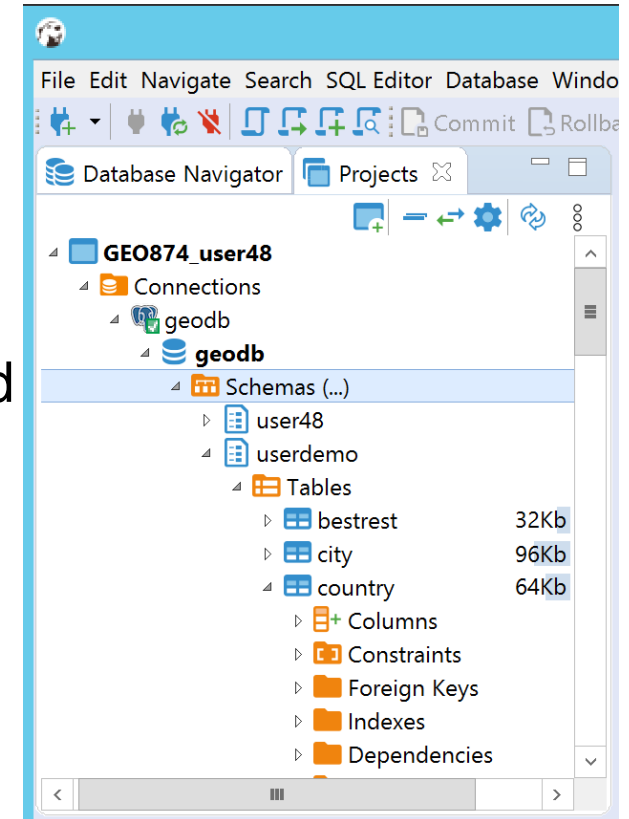 File Edit Navigate Search SQL Editor Database Windo
Commit Rollba
Database Navigator Projects
GEO874_user48
Connections
geodb
geodb
Schemas (...)
d
user48
userdemo
Tables
bestrest 32Kb
city 96Kb
country 64Kb
Columns
Constraints
Foreign Keys
Indexes
Dependencies